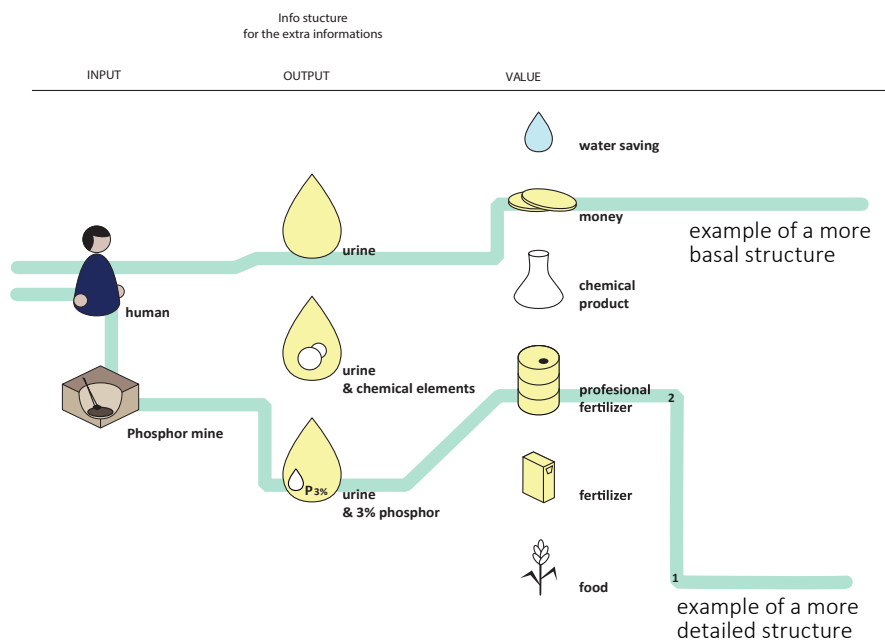 Info stucture
for the extra informations
INPUT
OUTPUT
VALUE
water saving
money
example of a more
basal structure
urine
human
chemical
product
urine
& chemical elements
profesional
fertilizer
2
Phosphor mine
P 3%
urine
& 3% phosphor
fertilizer
1
food
example of a more
detailed structure